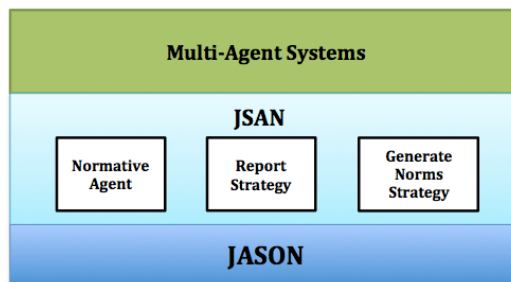 Multi-Agent Systems
JSAN
Normative
Agent
Report
Strategy
Generate
Norms
Strategy
JASON